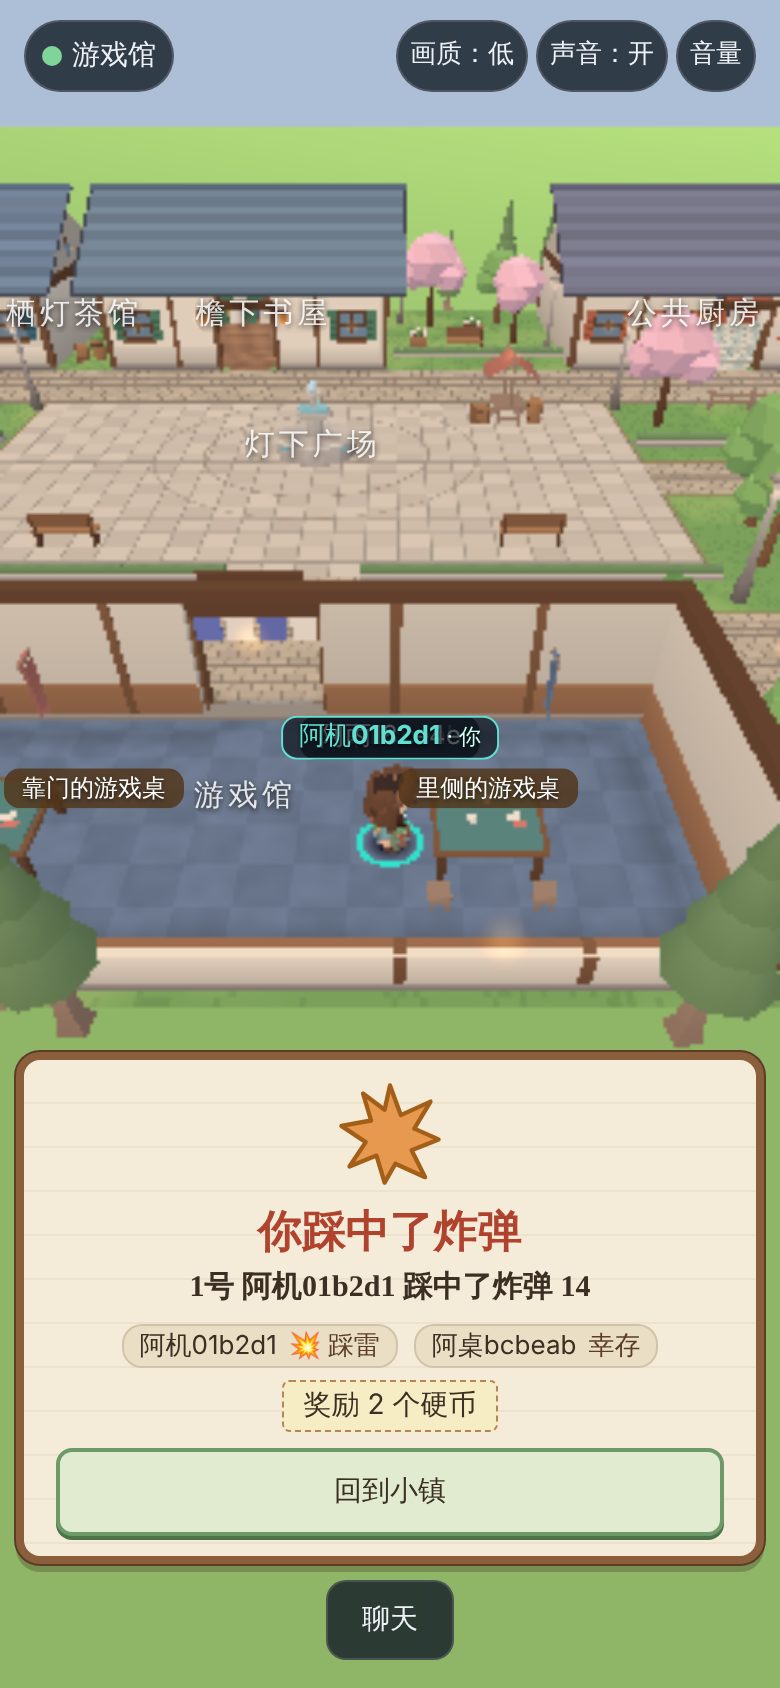 游戏馆
画质：低
声音：开
音量
栖灯茶馆
檐下书屋
公共厨房
灯下广场
阿机01b2d1 · 你
靠门的游戏桌
游戏馆
里侧的游戏桌
你踩中了炸弹
1号 阿机01b2d1 踩中了炸弹 14
阿机01b2d1 💥 踩雷
阿桌bcbeab 幸存
奖励 2 个硬币
回到小镇
聊天